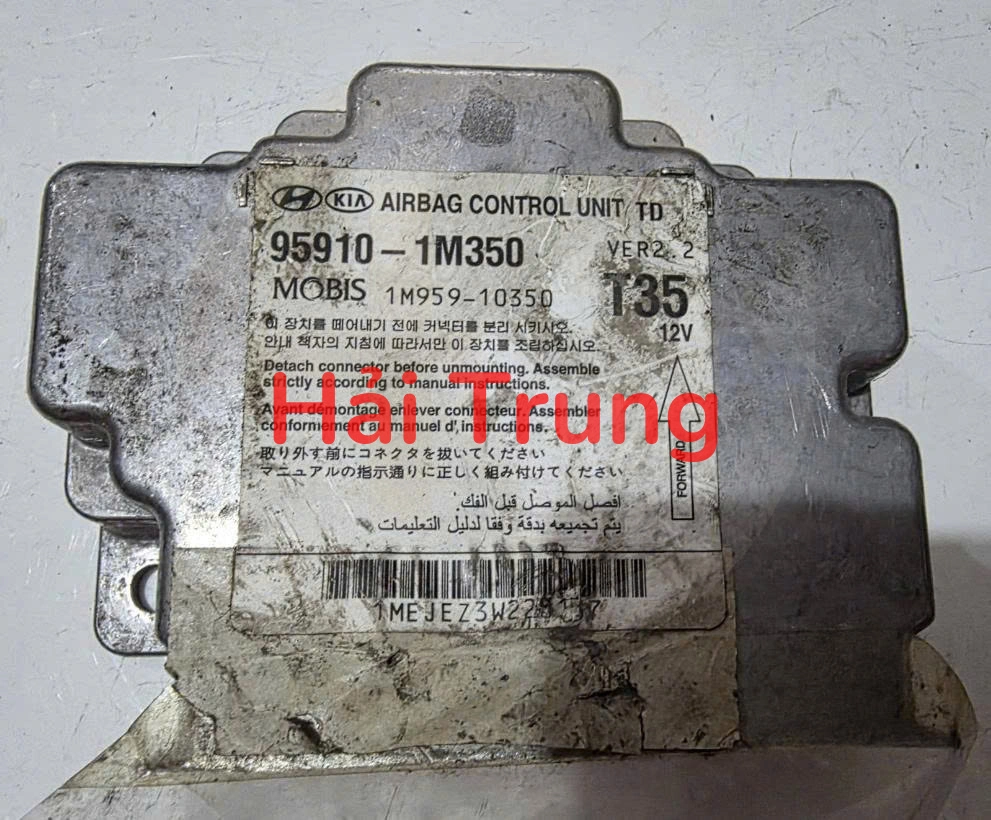 HYUNDAI KIA AIRBAG CONTROL UNIT TD
95910-1M350
VER2.2
MOBIS 1M959-10350
T35
12V
이 장치를 떼어내기 전에 커넥터를 분리 시키시오.
안내 책자의 지침에 따라서만 이 장치를 조립하십시오.
Detach connector before unmounting. Assemble
strictly according to manual instructions.
Avant démontage enlever connecteur. Assembler
conformement au manuel d'instructions.
取り外す前にコネクタを抜いてください
マニュアルの指示通りに正しく組み付けてください
افصل الموصل قبل الفك.
يتم تجميعه بدقة وفقا لدليل التعليمات
FORWARD
Hải Trung